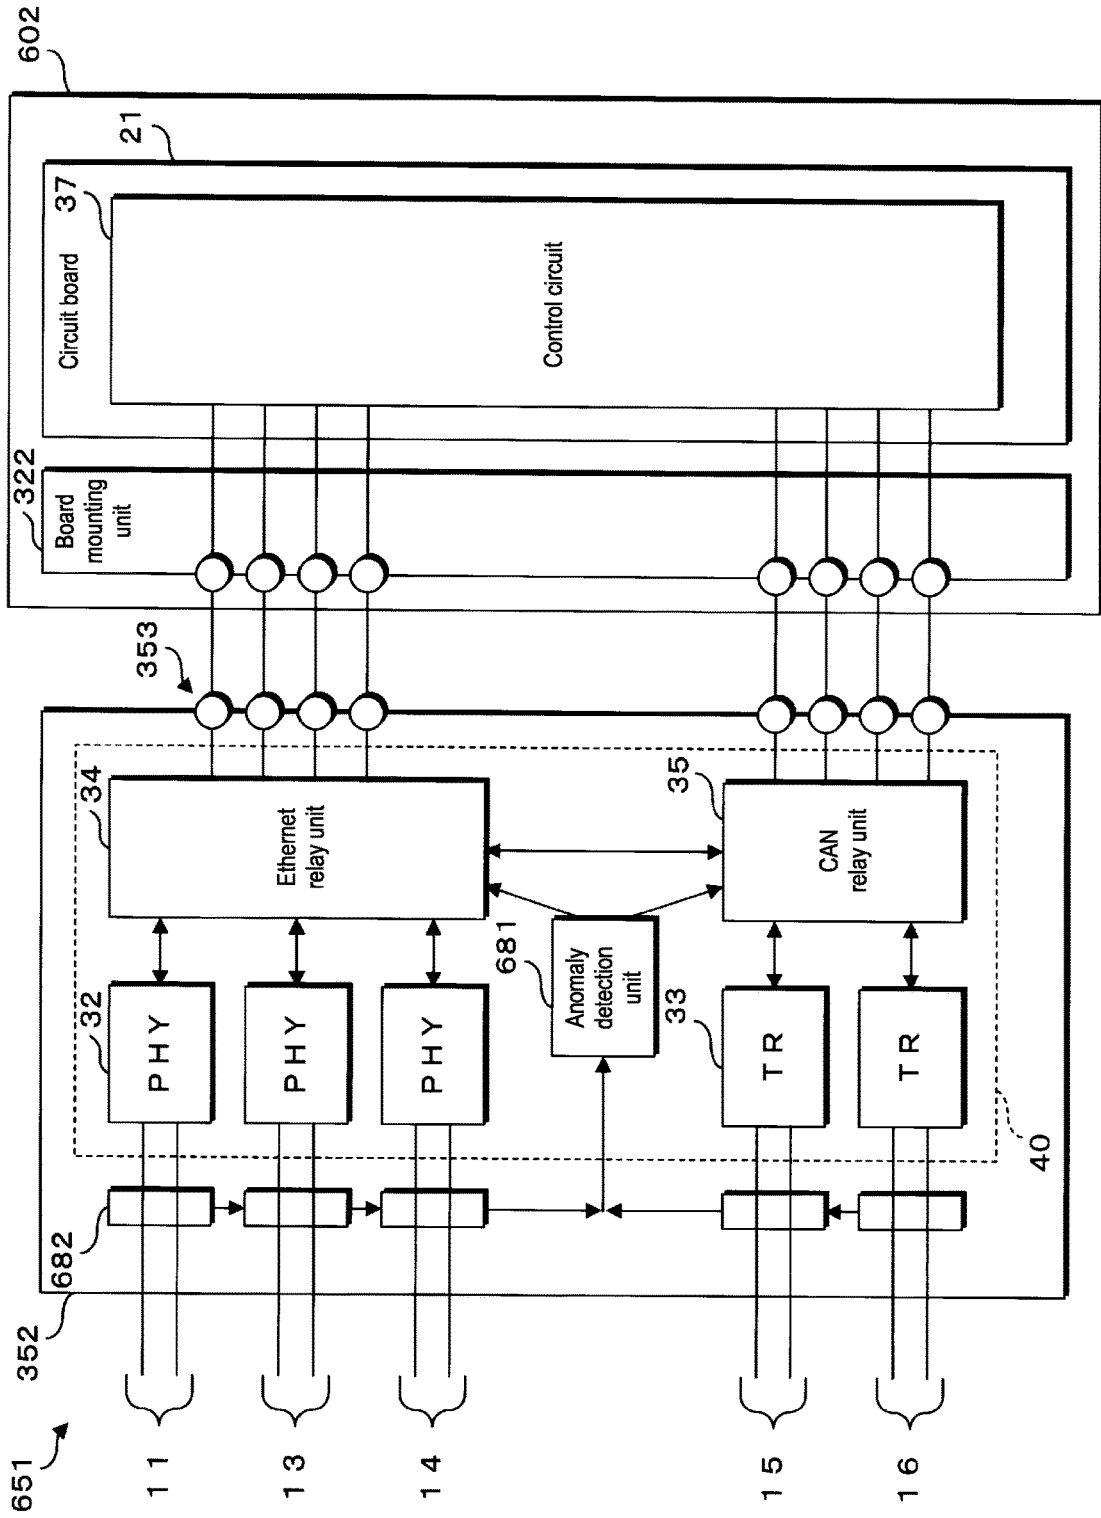 602
21
37
Circuit board
Control circuit
322
Board
mounting
unit
353
34
Ethernet
relay unit
35
CAN
relay unit
681
Anomaly
detection
unit
32
PHY
PHY
PHY
33
TR
TR
40
682
352
651
11
13
14
15
16